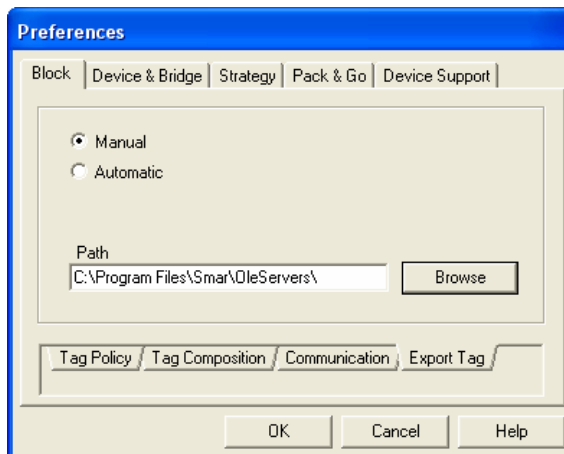 Preferences
Block Device & Bridge Strategy Pack & Go Device Support
Manual
Automatic
Path
C:\Program Files\Smar\OleServers\ Browse
Tag Policy Tag Composition Communication Export Tag
OK Cancel Help